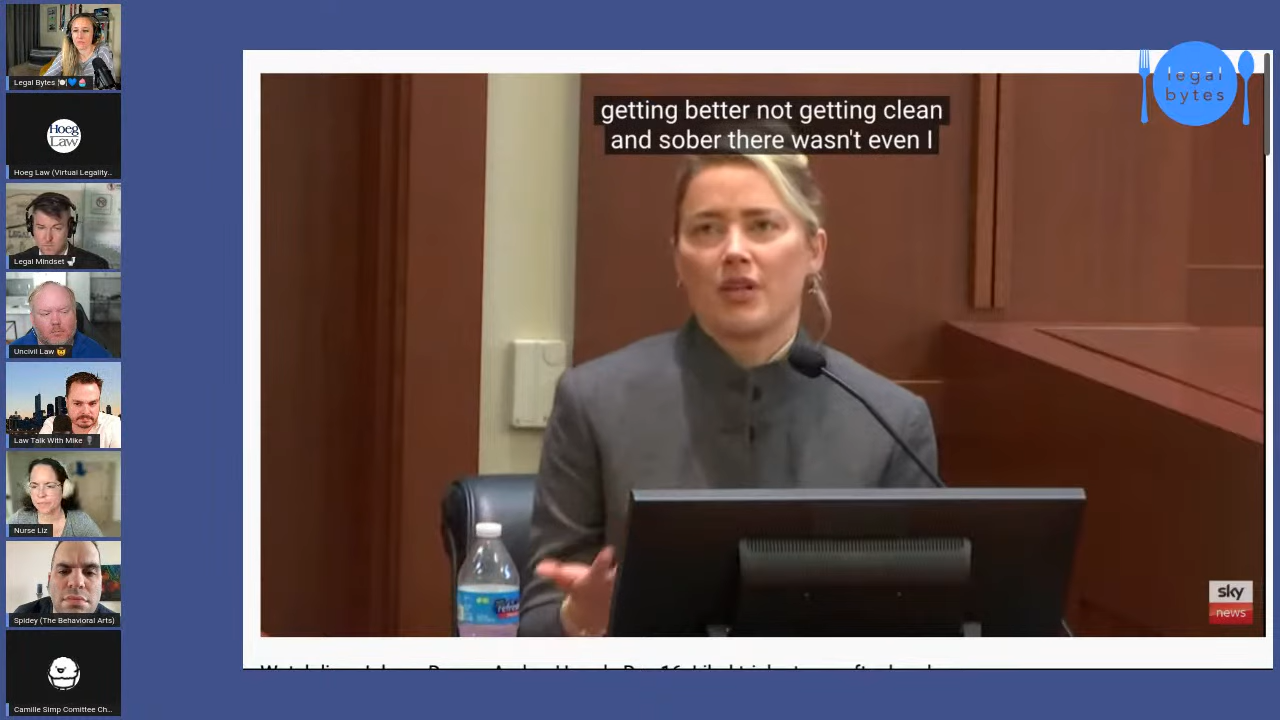 Legal Bytes
Hoeg
Law
Hoeg Law (Virtual Legality...
Legal Mindset
Uncivil Law
Law Talk With Mike
Nurse Liz
Spidey (The Behavioral Arts)
Camille Simp Comittee Ch...
getting better not getting clean
and sober there wasn't even I
legal
bytes
sky
news